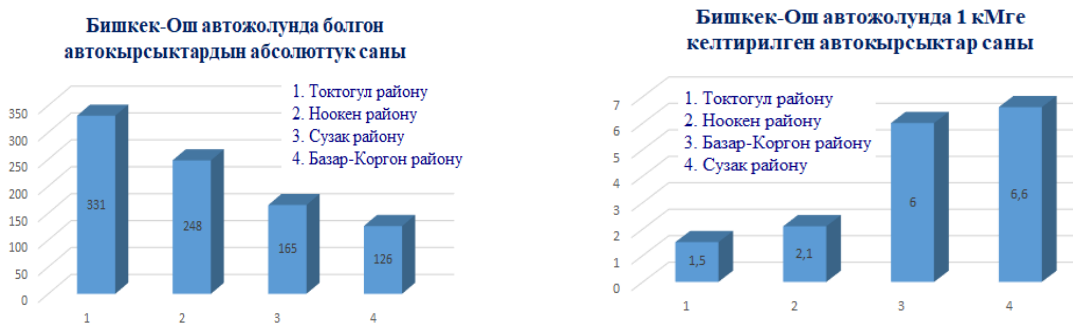 Бишкек-Ош автожолунда болгон
автокырсыктардын абсолюттук саны
1. Токтогул району
2. Ноокен району
3. Сузак району
4. Базар-Коргон району
350
300
250
200
150
100
50
0
331
248
165
126
1
2
3
4
Бишкек-Ош автожолунда 1 кМге
келтирилген автокырсыктар саны
1. Токтогул району
2. Ноокен району
3. Базар-Коргон району
4. Сузак району
7
6
5
4
3
2
1
0
1,5
2,1
6
6,6
1
2
3
4